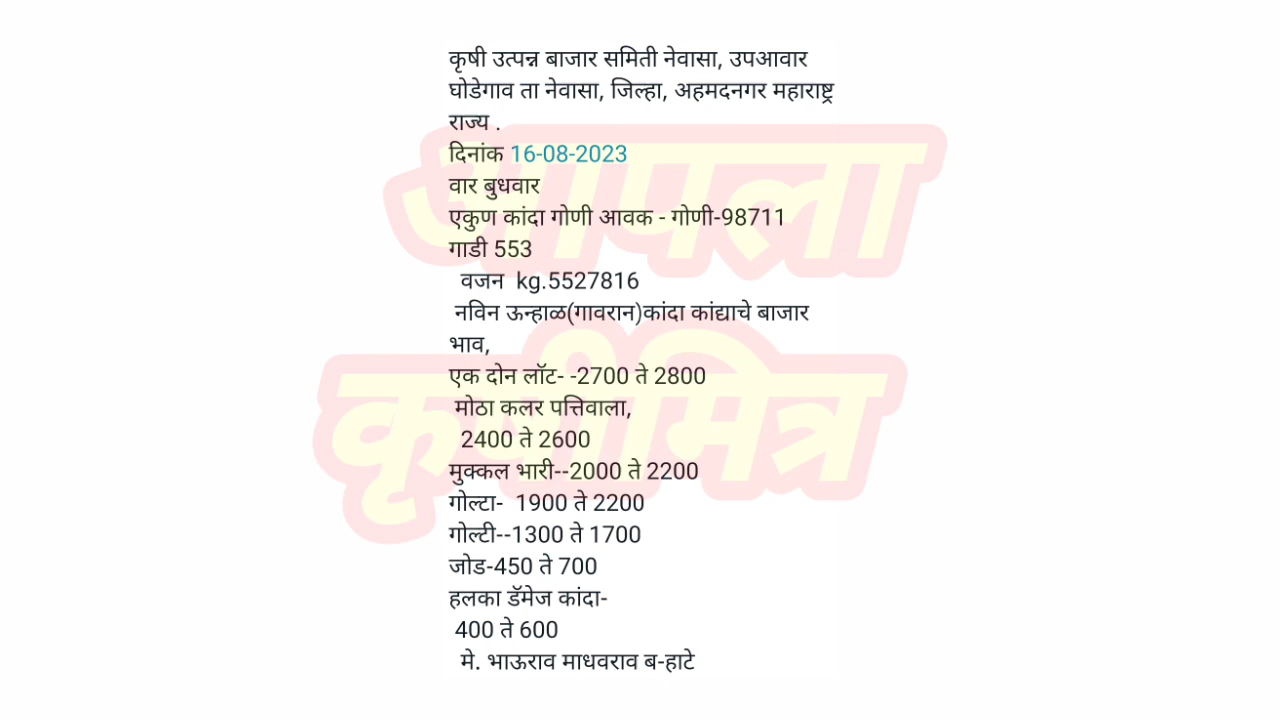 कृषी उत्पन्न बाजार समिती नेवासा, उपआवार
घोडेगाव ता नेवासा, जिल्हा, अहमदनगर महाराष्ट्र
राज्य .
दिनांक 16-08-2023
वार बुधवार
एकुण कांदा गोणी आवक - गोणी-98711
गाडी 553
वजन kg.5527816
नविन ऊन्हाळ(गावरान)कांदा कांद्याचे बाजार
भाव,
एक दोन लॉट- -2700 ते 2800
मोठा कलर पत्तिवाला,
2400 ते 2600
मुक्कल भारी--2000 ते 2200
गोल्टा- 1900 ते 2200
गोल्टी--1300 ते 1700
जोड-450 ते 700
हलका डॅमेज कांदा-
400 ते 600
मे. भाऊराव माधवराव ब-हाटे
आपला
कृषीमित्र